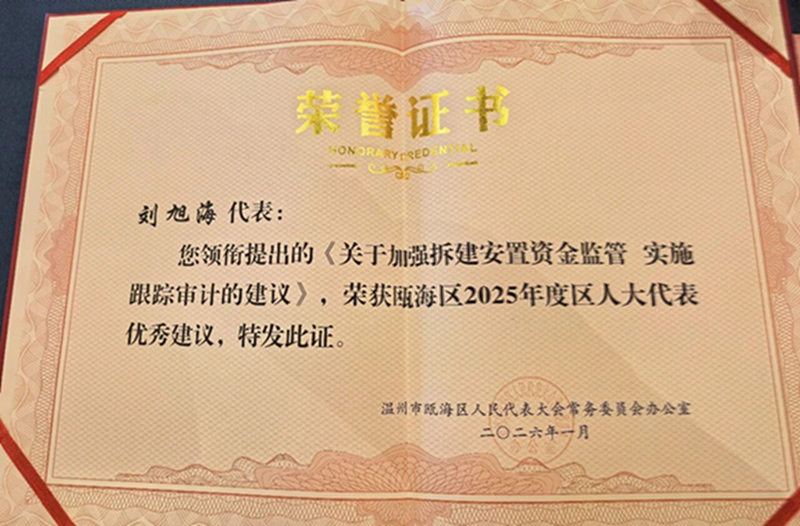 荣誉证书
HONORARY CREDENTIAL
刘旭海 代表：
您领衔提出的《关于加强拆建安置资金监管 实施
跟踪审计的建议》，荣获瓯海区2025年度区人大代表
优秀建议，特发此证。
温州市瓯海区人民代表大会常务委员会办公室
二〇二六年一月